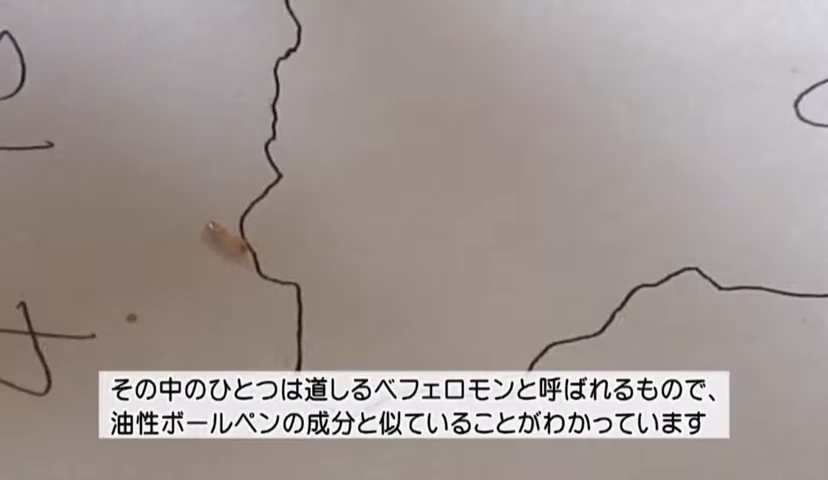 その中のひとつは道しるベフェロモンと呼ばれるもので、
油性ボールペンの成分と似ていることがわかっています